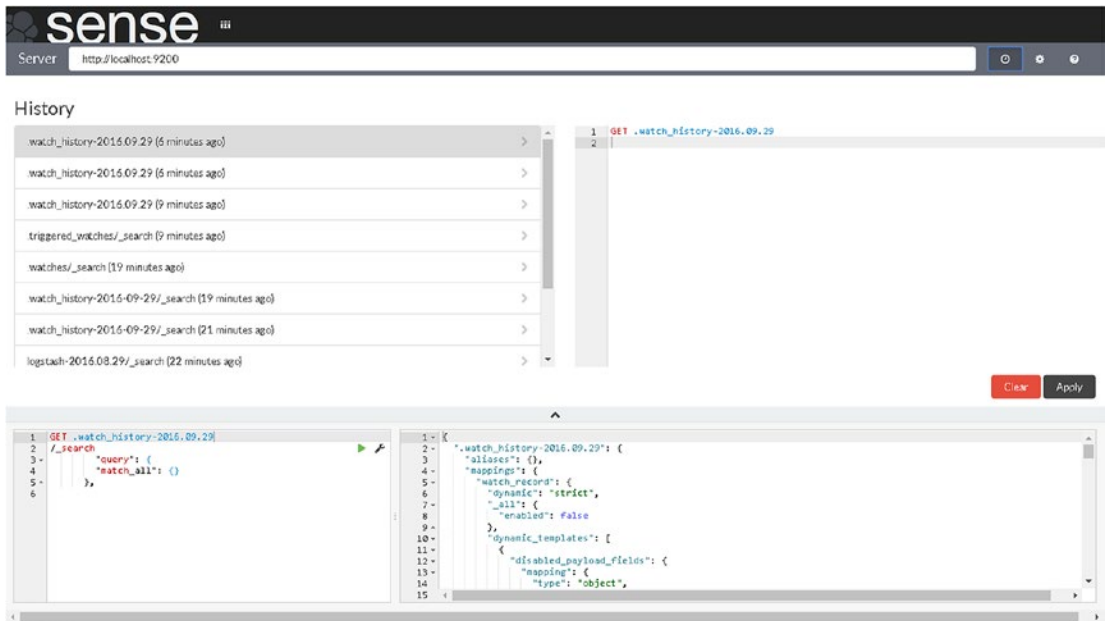 sense
Server http://localhost:9200
History
.watch_history-2016.09.29 (6 minutes ago)
.watch_history-2016.09.29 (6 minutes ago)
.watch_history-2016.09.29 (9 minutes ago)
.triggered_watches/_search (9 minutes ago)
.watches/_search (19 minutes ago)
.watch_history-2016-09-29/_search (19 minutes ago)
.watch_history-2016-09-29/_search (21 minutes ago)
logstash-2016.08.29/_search (22 minutes ago)
1 GET .watch_history-2016.09.29
2
Clear Apply
1 GET .watch_history-2016.09.29
2 /_search
3 "query": {
4 "match_all": {}
5 },
6
1 {
2 ".watch_history-2016.09.29": {
3 "aliases": {},
4 "mappings": {
5 "watch_record": {
6 "dynamic": "strict",
7 "_all": {
8 "enabled": false
9 },
10 "dynamic_templates": [
11 {
12 "disabled_payload_fields": {
13 "mapping": {
14 "type": "object",
15